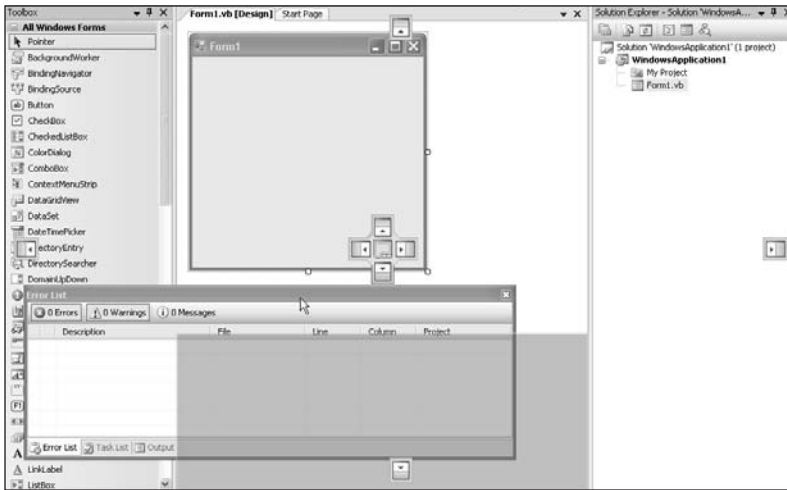 Toolbox
All Windows Forms
Pointer
BackgroundWorker
BindingNavigator
BindingSource
Button
CheckBox
CheckedListBox
ColorDialog
ComboBox
ContextMenuStrip
DataGridView
DataSet
DateTimePicker
ectoryEntry
DirectorySearcher
DomainUpDown
LinkLabel
ListBox
Form1.vb [Design] Start Page
Form1
Error List
0 Errors 0 Warnings 0 Messages
Description File Line Column Project
Error List Task List Output
Solution Explorer - Solution 'WindowsA...
Solution 'WindowsApplication1' (1 project)
WindowsApplication1
My Project
Form1.vb